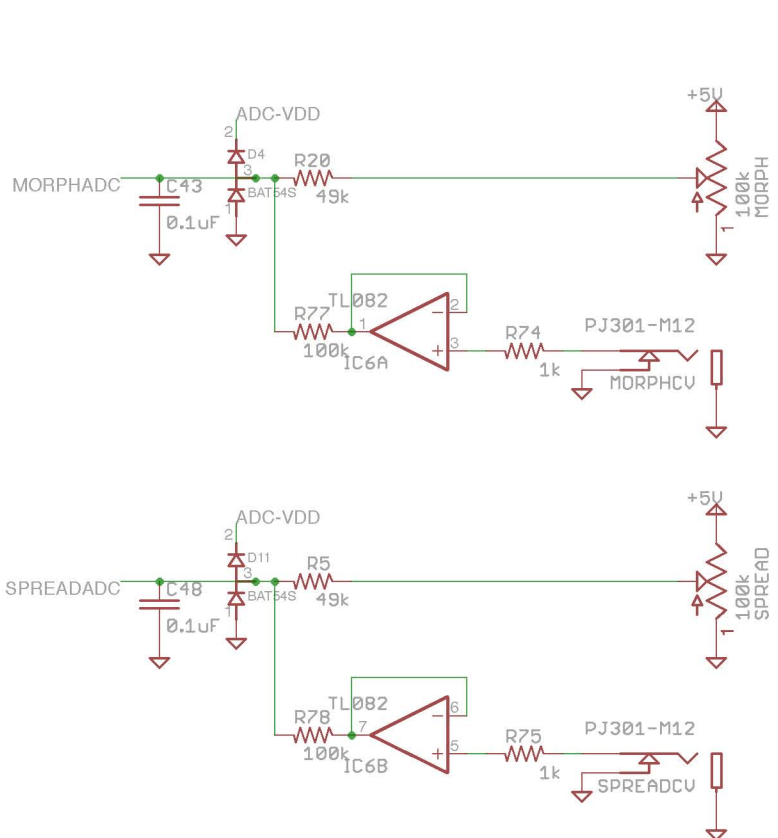 +5V
ADC-VDD
2
D4
R20
3
MORPHADC
C43
BAT54S
49k
100k
MORPH
1
0.1uF
1
TL082
2
R77
1
R74
PJ301-M12
3
100k
IC6A
1k
MORPHCV
+5V
ADC-VDD
2
D11
R5
3
SPREADADC
C48
BAT54S
49k
100k
SPREAD
1
0.1uF
1
TL082
6
R78
7
R75
PJ301-M12
5
100k
IC6B
1k
SPREADCV